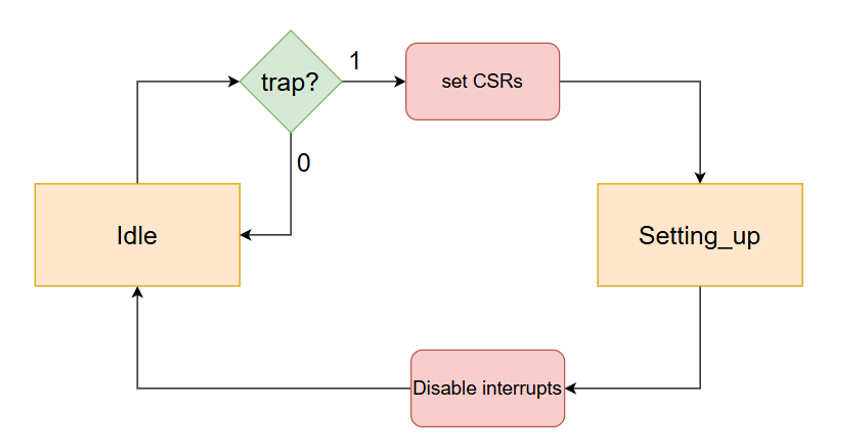 trap?
1
set CSRs
0
Idle
Setting_up
Disable interrupts